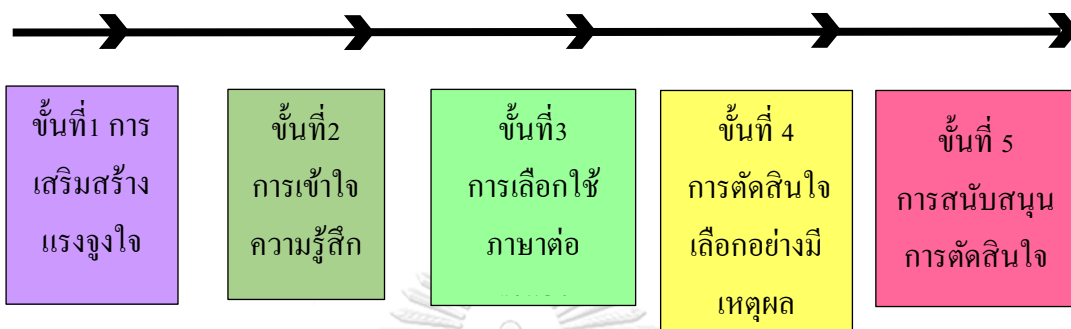 ขั้นที่1 การ
เสริมสร้าง
แรงจูงใจ
ขั้นที่2
การเข้าใจ
ความรู้สึก
ขั้นที่3
การเลือกใช้
ภาษาต่อ
ขั้นที่ 4
การตัดสินใจ
เลือกอย่างมี
เหตุผล
ขั้นที่ 5
การสนับสนุน
การตัดสินใจ